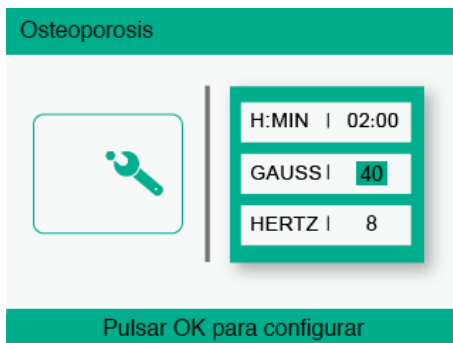 Osteoporosis
H:MIN | 02:00
GAUSS | 40
HERTZ | 8
Pulsar OK para configurar